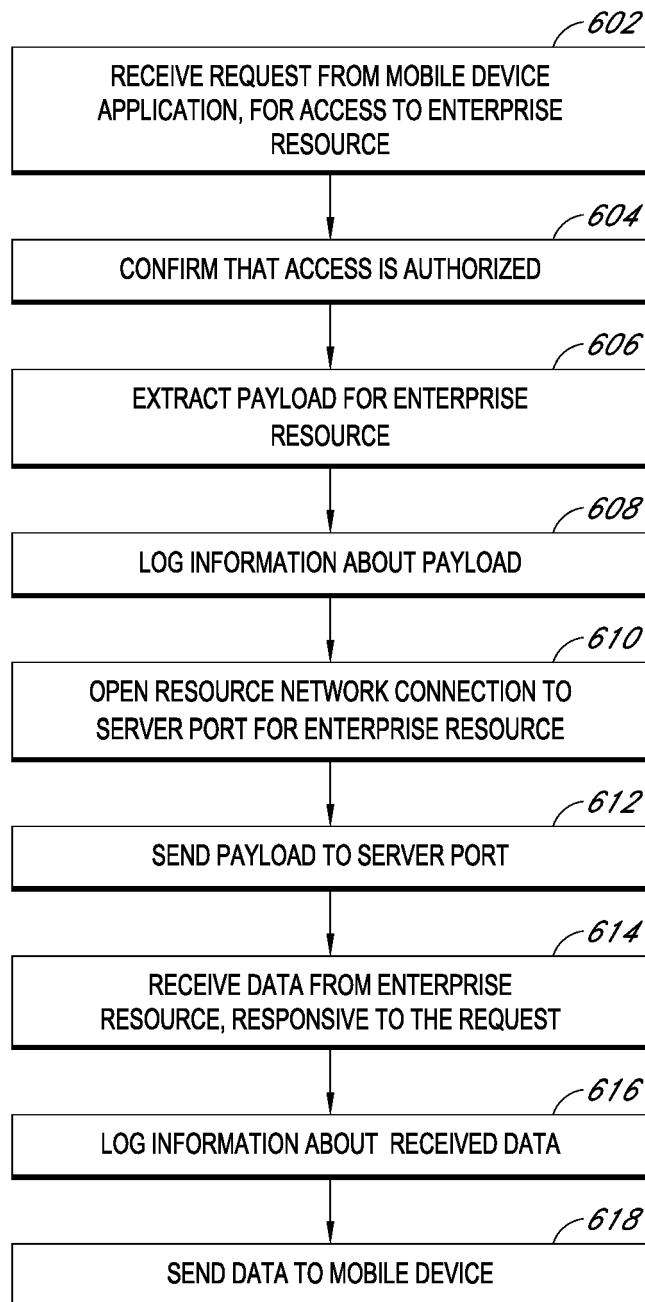 602
RECEIVE REQUEST FROM MOBILE DEVICE
APPLICATION, FOR ACCESS TO ENTERPRISE
RESOURCE
604
CONFIRM THAT ACCESS IS AUTHORIZED
606
EXTRACT PAYLOAD FOR ENTERPRISE
RESOURCE
608
LOG INFORMATION ABOUT PAYLOAD
610
OPEN RESOURCE NETWORK CONNECTION TO
SERVER PORT FOR ENTERPRISE RESOURCE
612
SEND PAYLOAD TO SERVER PORT
614
RECEIVE DATA FROM ENTERPRISE
RESOURCE, RESPONSIVE TO THE REQUEST
616
LOG INFORMATION ABOUT RECEIVED DATA
618
SEND DATA TO MOBILE DEVICE